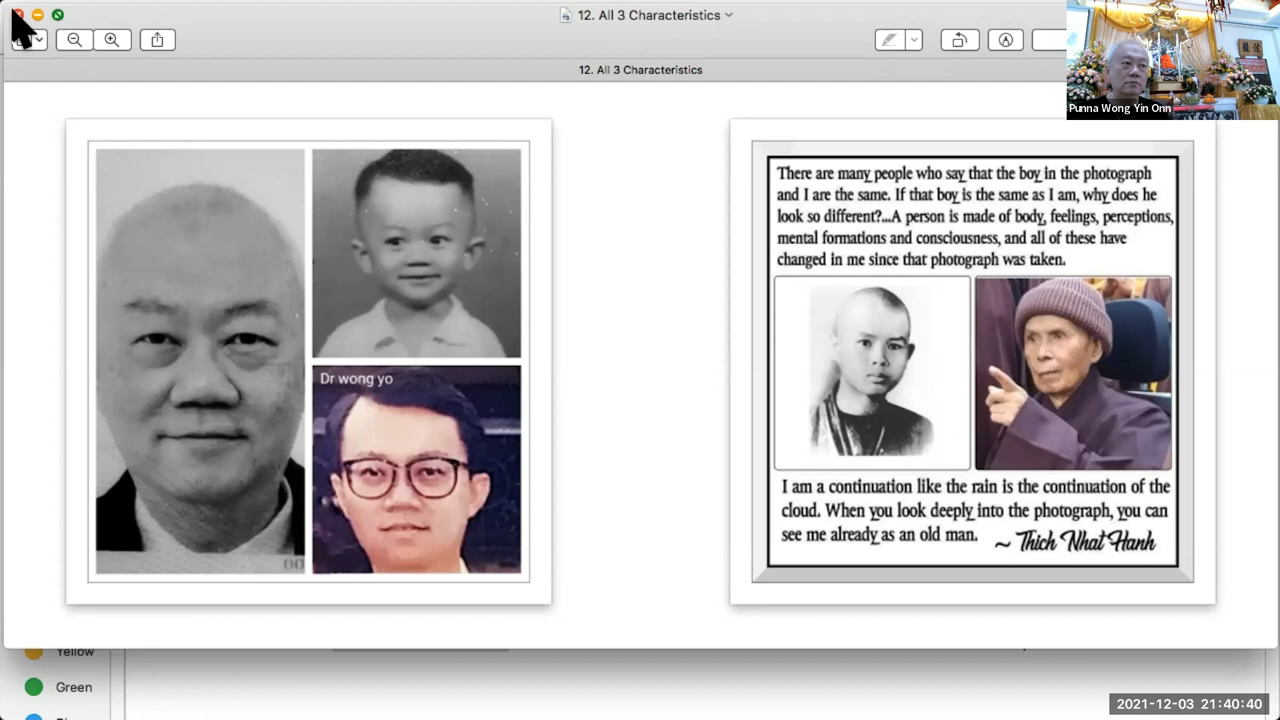 12. All 3 Characteristics
12. All 3 Characteristics
Punna Wong Yin Onn
Dr wong yo
There are many people who say that the boy in the photograph
and I are the same. If that boy is the same as I am, why does he
look so different?...A person is made of body, feelings, perceptions,
mental formations and consciousness, and all of these have
changed in me since that photograph was taken.
I am a continuation like the rain is the continuation of the
cloud. When you look deeply into the photograph, you can
see me already as an old man.
~ Thich Nhat Hanh
Yellow
Green
2021-12-03 21:40:40